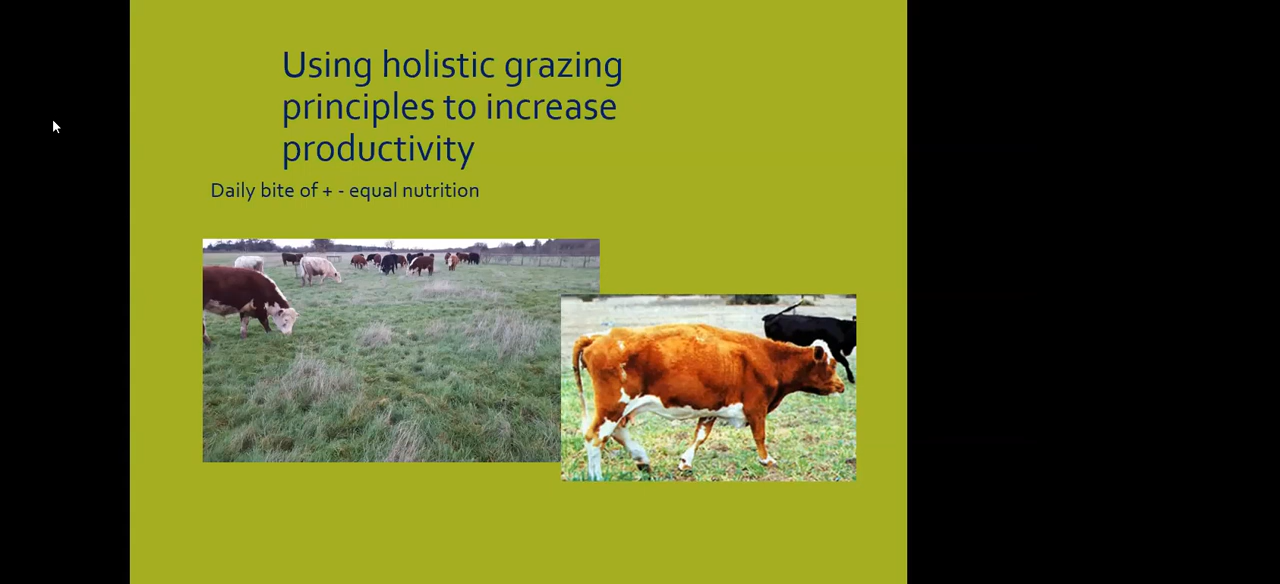 Using holistic grazing
principles to increase
productivity
Daily bite of + - equal nutrition